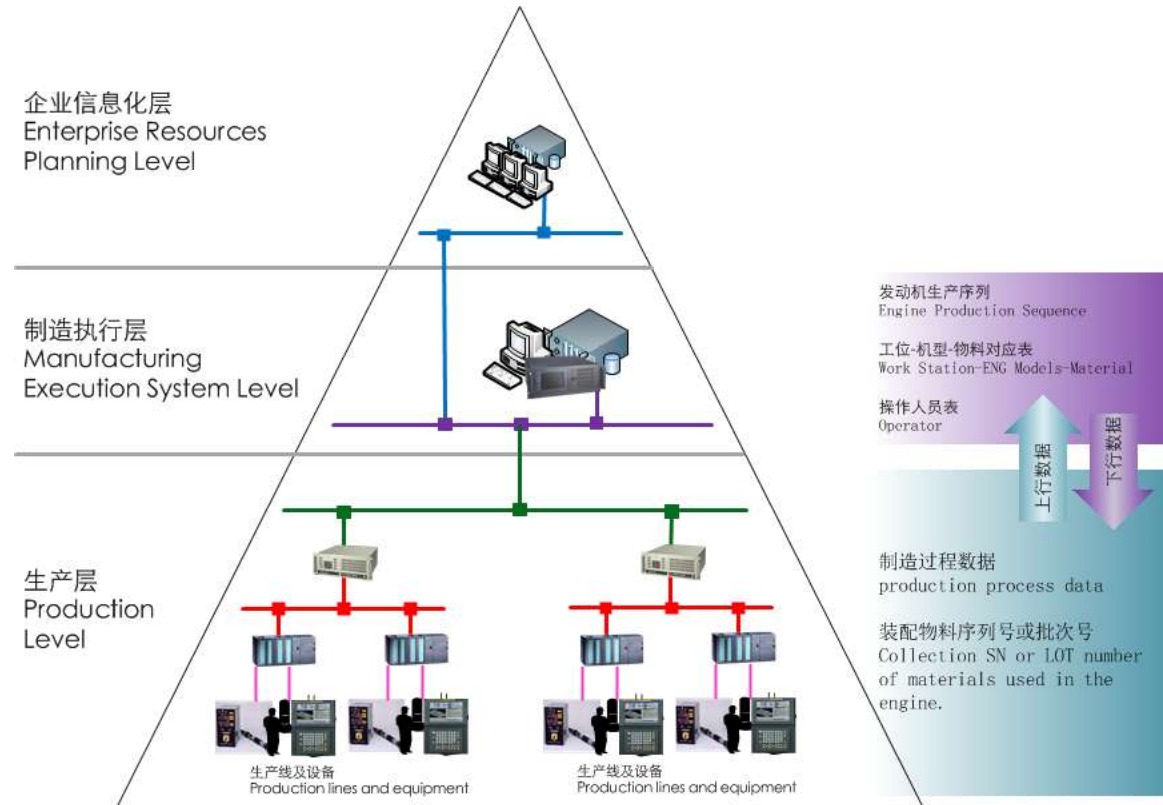 企业信息化层
Enterprise Resources
Planning Level
制造执行层
Manufacturing
Execution System Level
生产层
Production
Level
生产线及设备
Production lines and equipment
生产线及设备
Production lines and equipment
发动机生产序列
Engine Production Sequence
工位-机型-物料对应表
Work Station-ENG Models-Material
操作人员表
Operator
上行数据
下行数据
制造过程数据
production process data
装配物料序列号或批次号
Collection SN or LOT number
of materials used in the
engine.